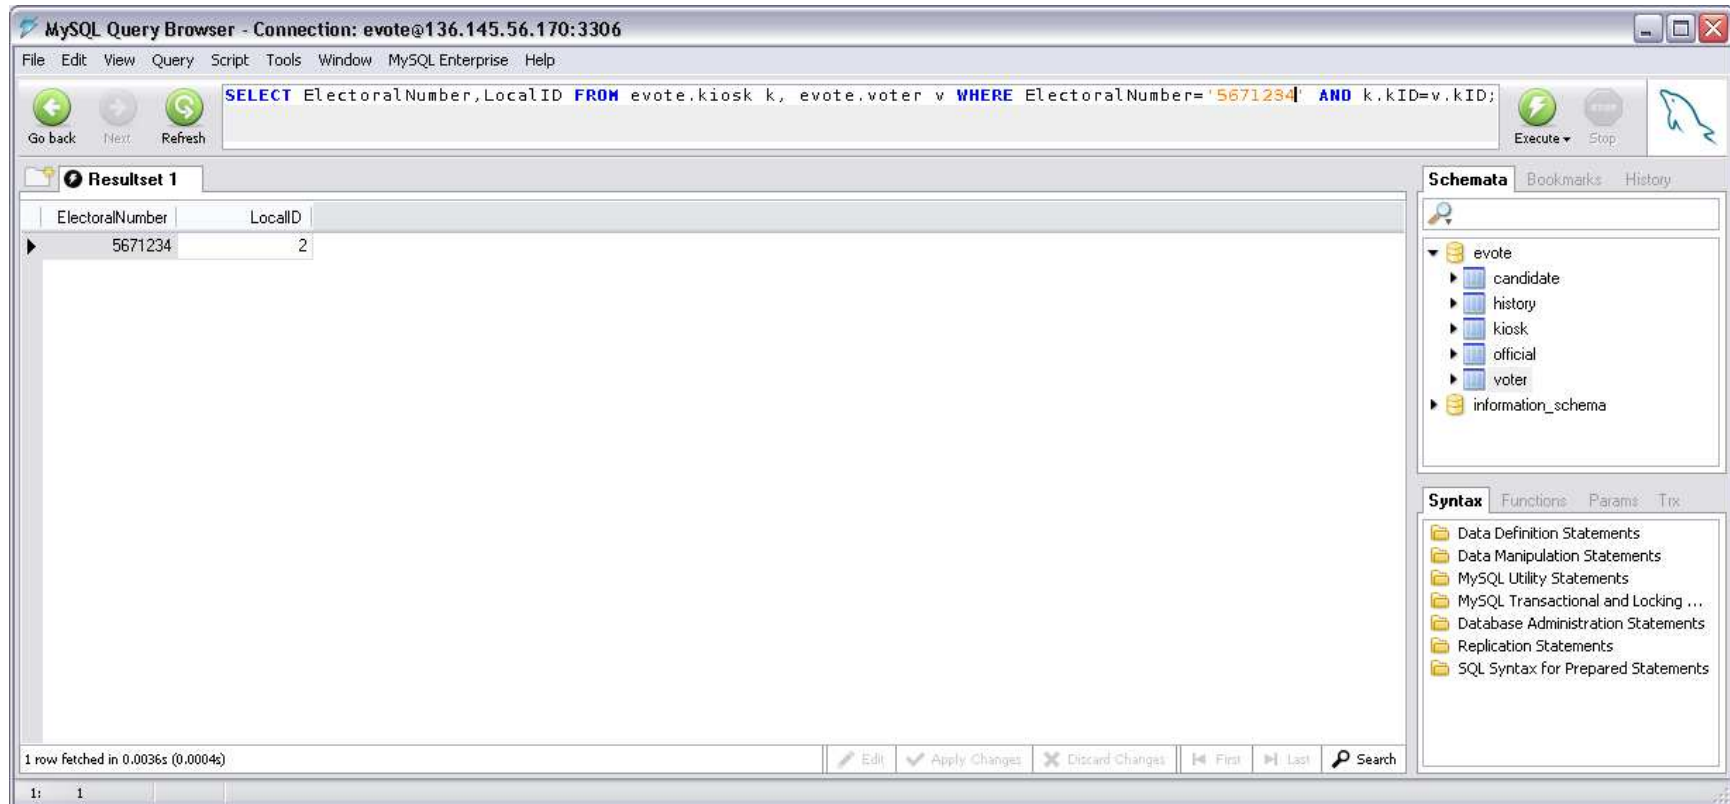 MySQL Query Browser - Connection: evote@136.145.56.170:3306
File Edit View Query Script Tools Window MySQL Enterprise Help
SELECT ElectoralNumber,LocalID FROM evote.kiosk k, evote.voter v WHERE ElectoralNumber='5671234' AND k.kID=v.kID;
Go back Next Refresh Execute Stop
Resultset 1
ElectoralNumber LocalID
5671234 2
Schemata Bookmarks History
evote
candidate
history
kiosk
official
voter
information_schema
Syntax Functions Params Trx
Data Definition Statements
Data Manipulation Statements
MySQL Utility Statements
MySQL Transactional and Locking ...
Database Administration Statements
Replication Statements
SQL Syntax for Prepared Statements
1 row fetched in 0.0036s (0.0004s) Edit Apply Changes Discard Changes First Last Search
1: 1